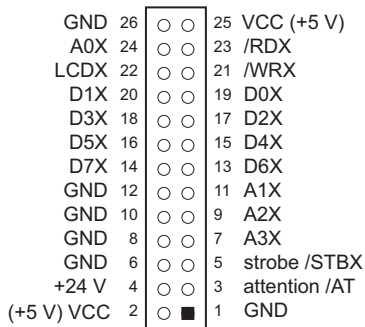 GND 26 25 VCC (+5 V)
A0X 24 23 /RDX
LCDX 22 21 /WRX
D1X 20 19 D0X
D3X 18 17 D2X
D5X 16 15 D4X
D7X 14 13 D6X
GND 12 11 A1X
GND 10 9 A2X
GND 8 7 A3X
GND 6 5 strobe /STBX
+24 V 4 3 attention /AT
(+5 V) VCC 2 1 GND